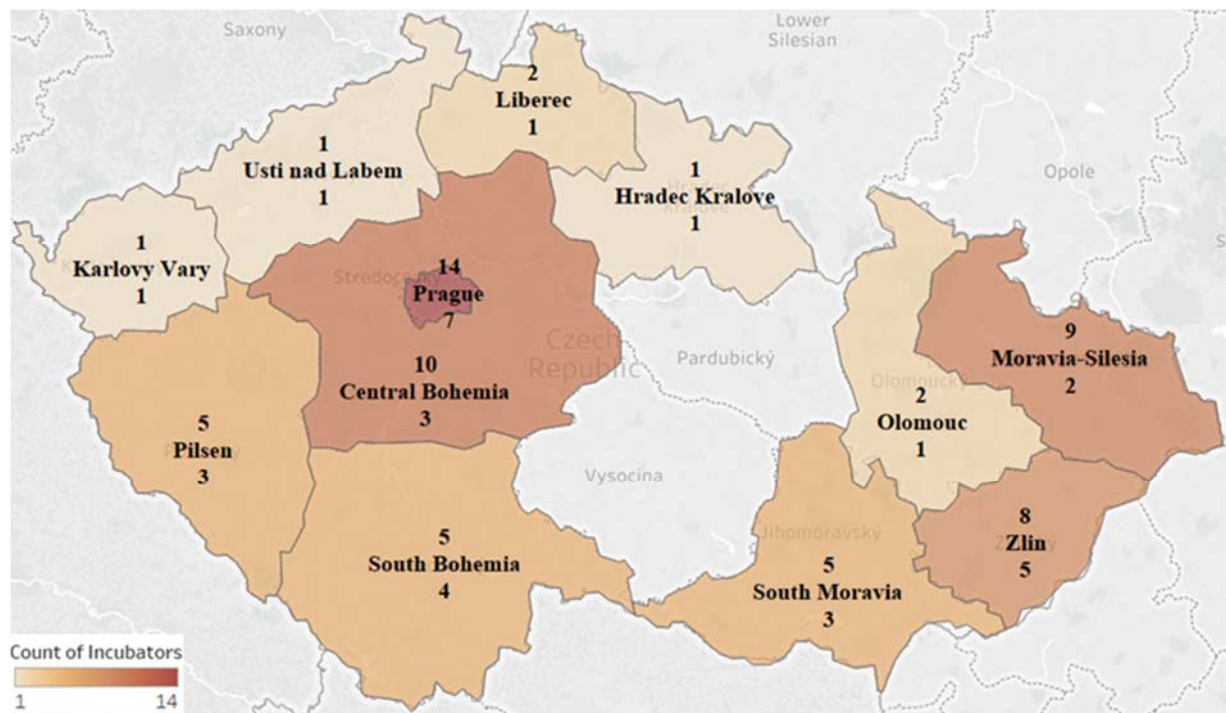 Saxony
Lower
Silesian
2
Liberec
1
1
Usti nad Labem
1
1
Hradec Kralove
1
Opole
1
Karlovy Vary
1
Stredoces
14
Prague
7
Czech
Republic
Pardubický
10
Central Bohemia
3
9
Moravia-Silesia
2
Olomoucký
2
Olomouc
1
5
Pilsen
3
Vysocina
5
South Bohemia
4
Jihomoravský
5
South Moravia
3
8
Zlin
5
Count of Incubators
1 14